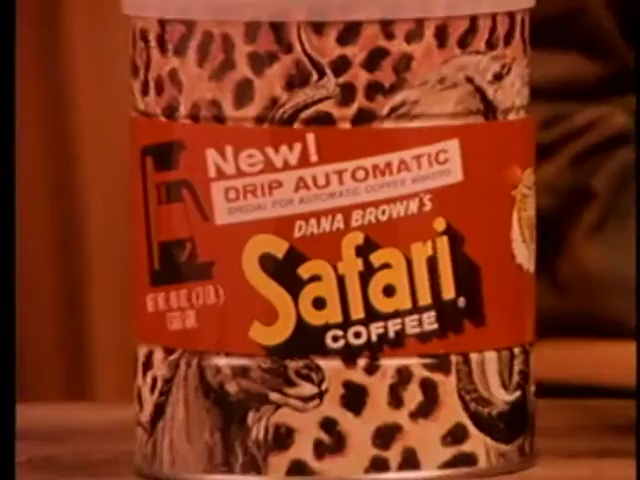 New!
DRIP AUTOMATIC
SPECIAL FOR AUTOMATIC COFFEE MAKERS
DANA BROWN'S
Safari®
COFFEE